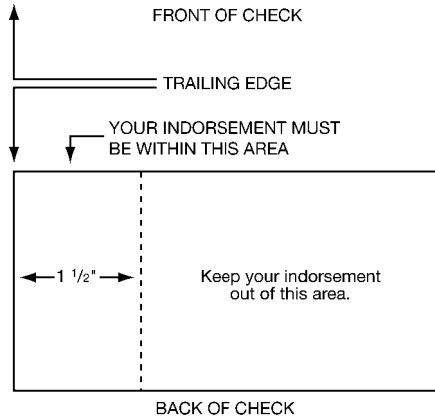 FRONT OF CHECK
TRAILING EDGE
YOUR INDORSEMENT MUST
BE WITHIN THIS AREA
1 1/2"
Keep your indorsement
out of this area.
BACK OF CHECK